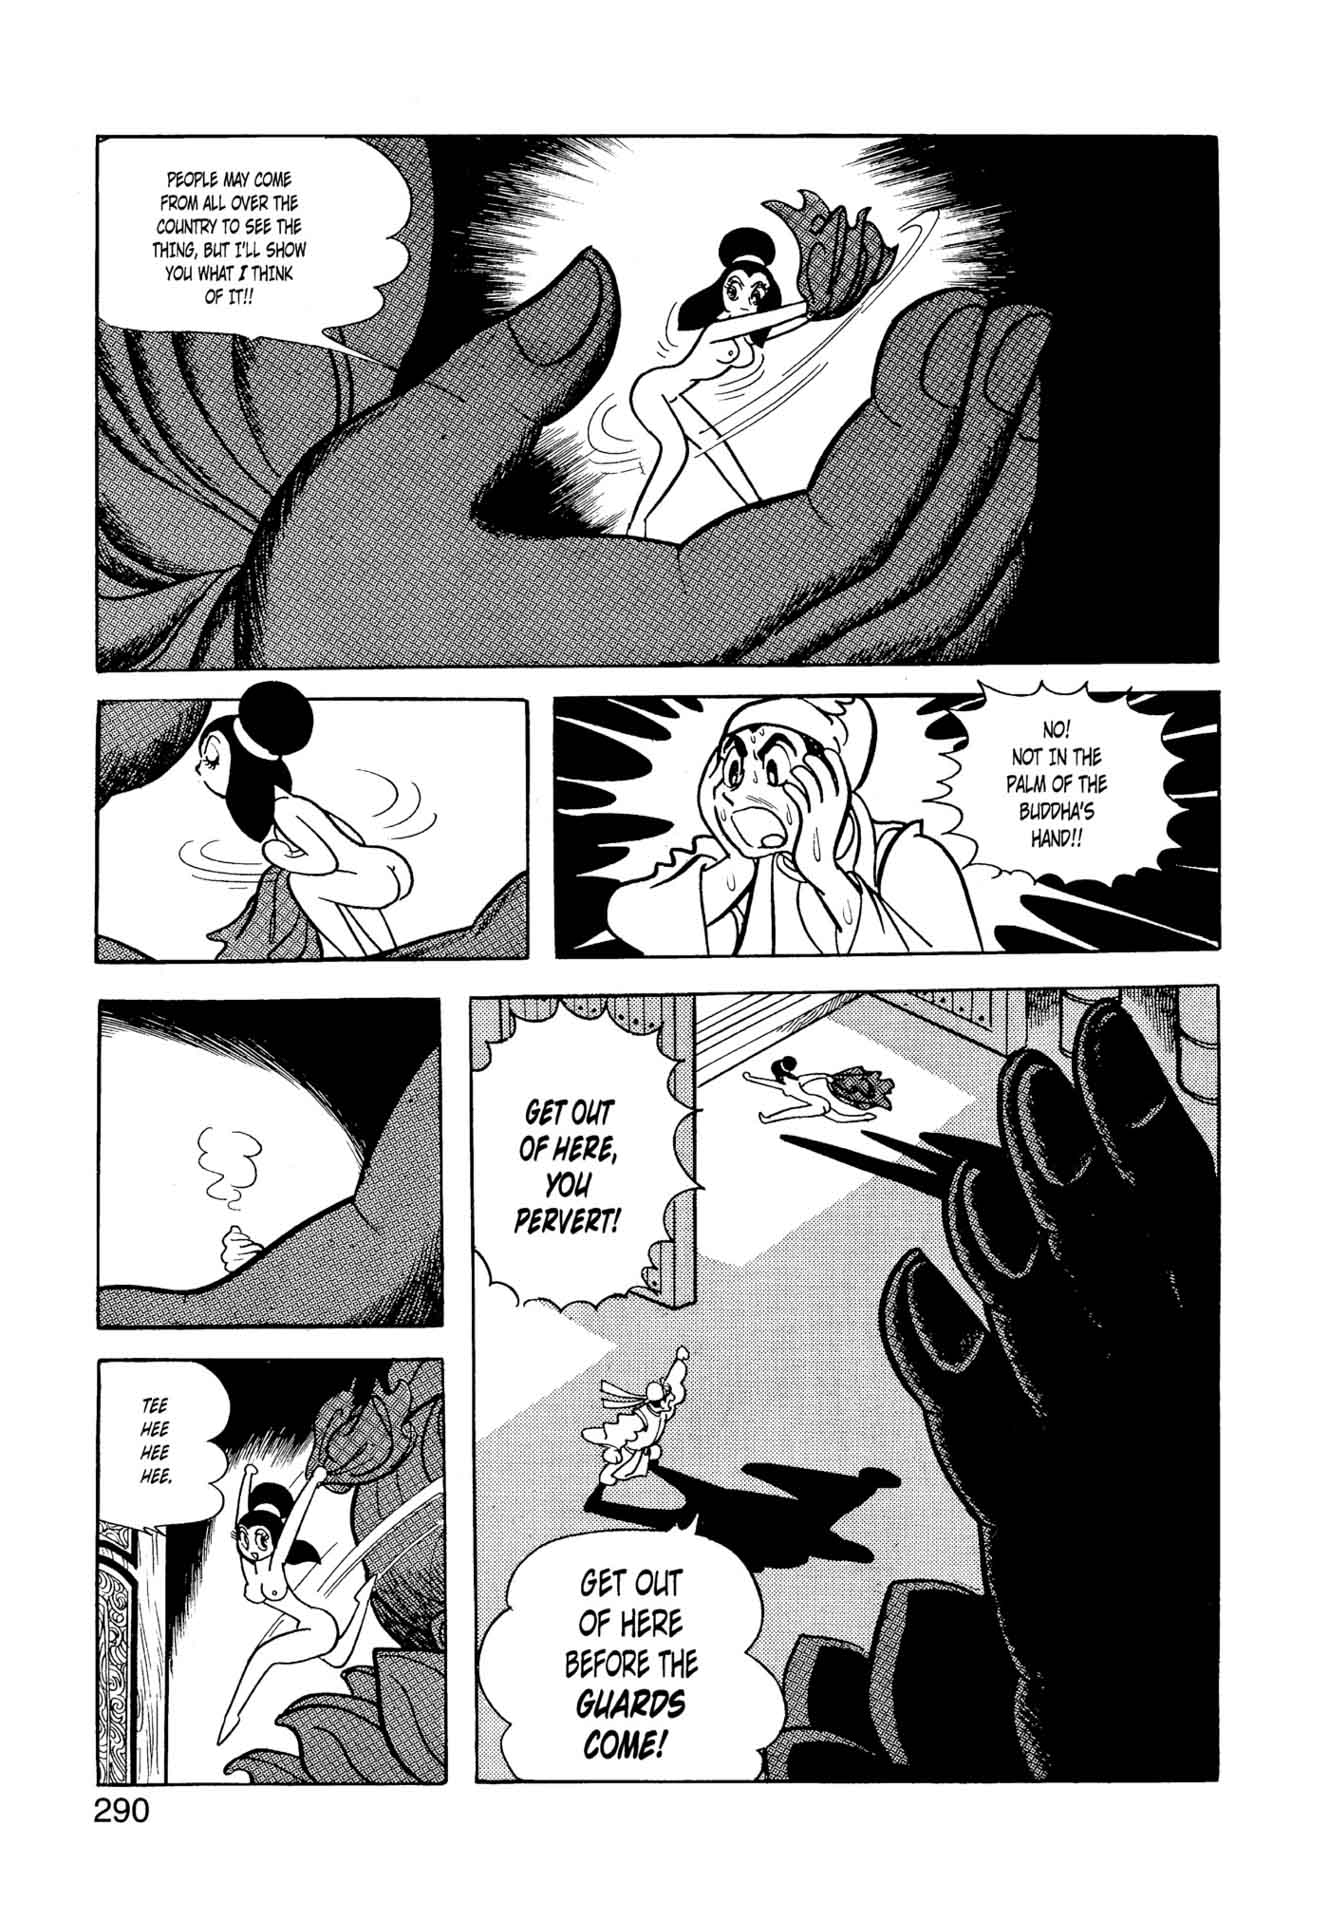 PEOPLE MAY COME
FROM ALL OVER THE
COUNTRY TO SEE THE
THING, BUT I'LL SHOW
YOU WHAT I THINK
OF IT!!
NO!
NOT IN THE
PALM OF THE
BUDDHA'S
HAND!!
TEE
HEE
HEE
HEE.
GET OUT
OF HERE,
YOU
PERVERT!
GET OUT
OF HERE
BEFORE THE
GUARDS
COME!
290